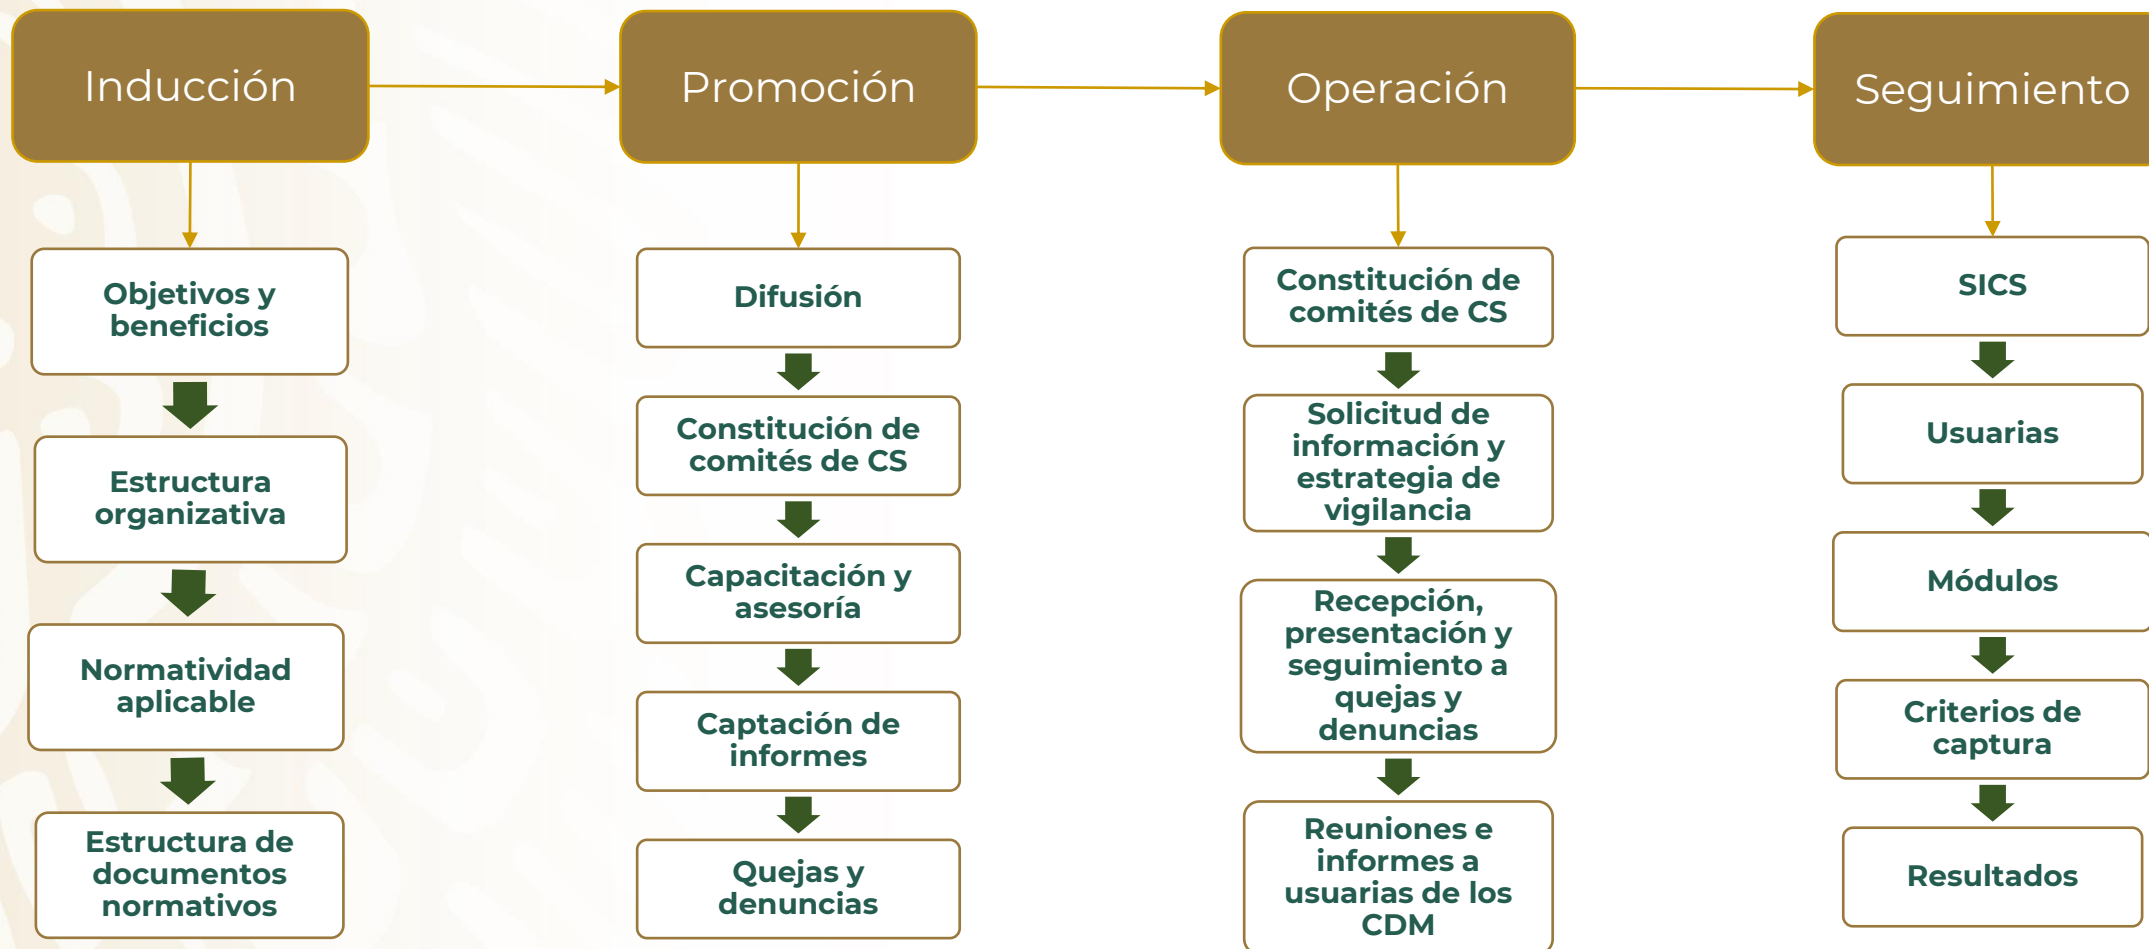 Inducción
Promoción
Operación
Seguimiento
Objetivos y
beneficios
Estructura
organizativa
Normatividad
aplicable
Estructura de
documentos
normativos
Difusión
Constitución de
comités de CS
Capacitación y
asesoría
Captación de
informes
Quejas y
denuncias
Constitución de
comités de CS
Solicitud de
información y
estrategia de
vigilancia
Recepción,
presentación y
seguimiento a
quejas y
denuncias
Reuniones e
informes a
usuarias de los
CDM
SICS
Usuarias
Módulos
Criterios de
captura
Resultados